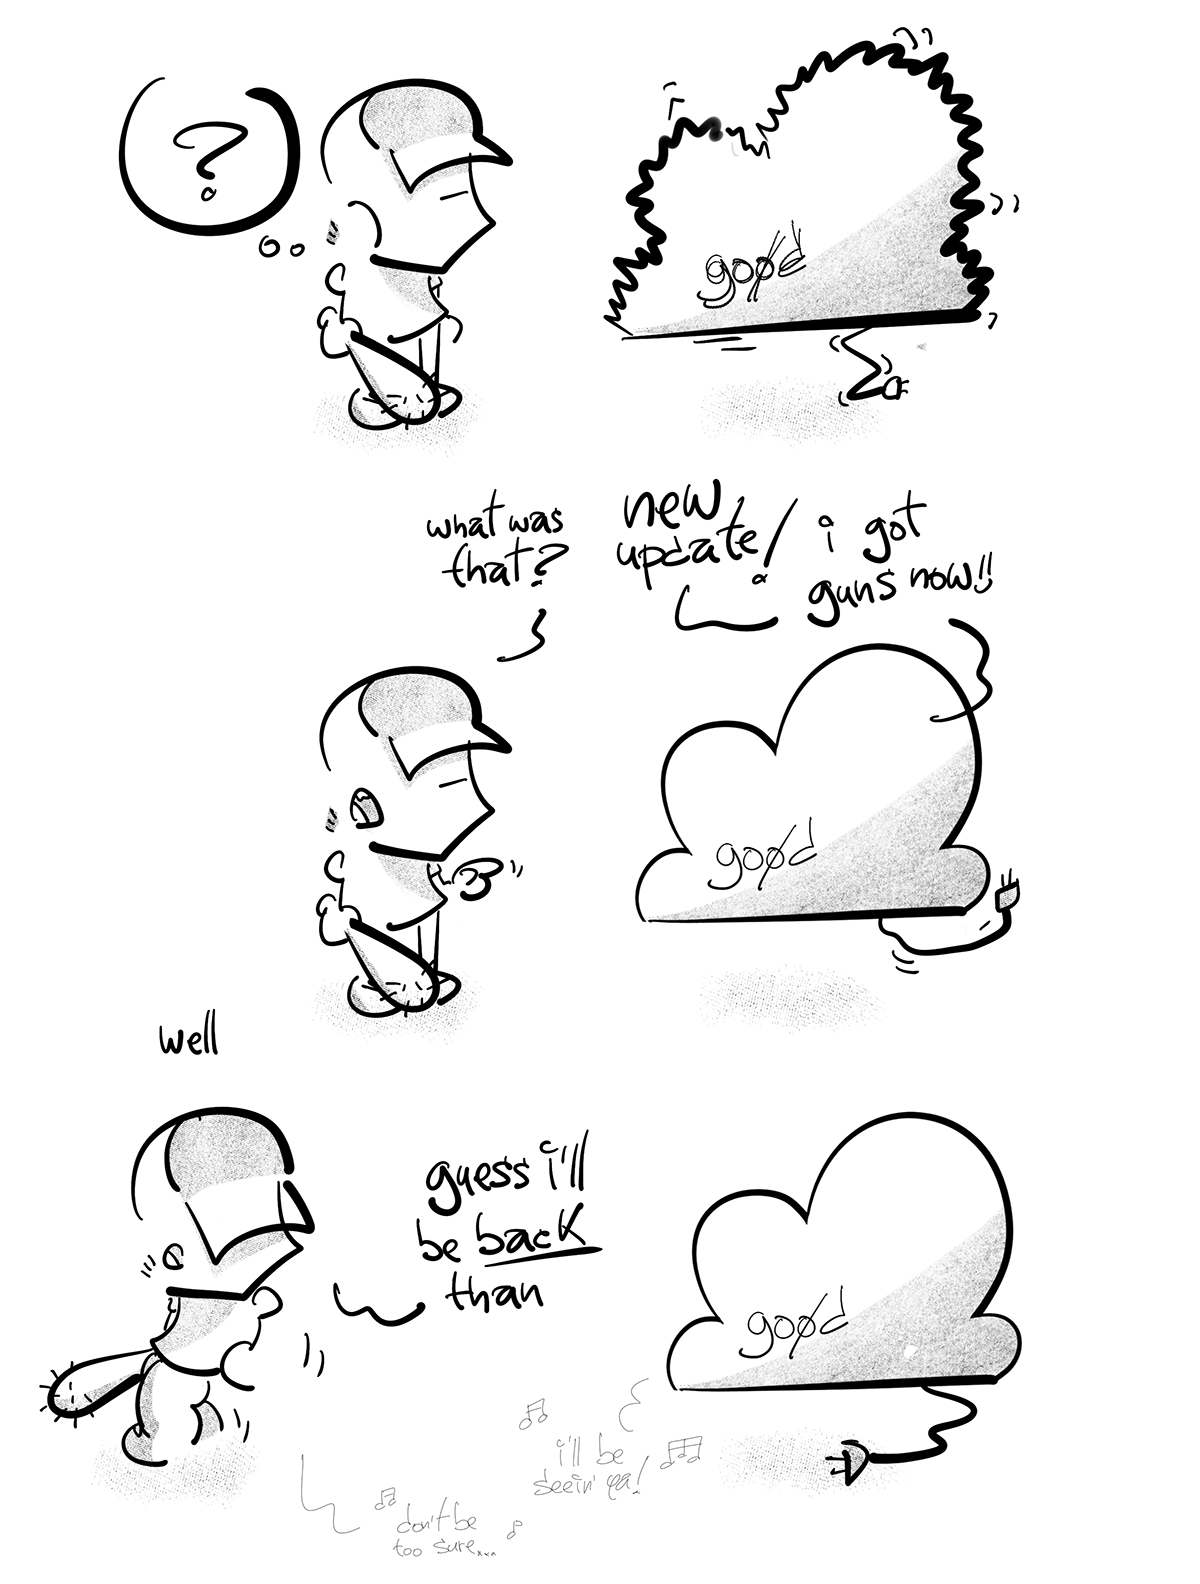 ?
good
what was
that?
new
update!
i got
guns now!!
good
well
guess i'll
be back
than
good
i'll be
seein' ya!
don't be
too sure...